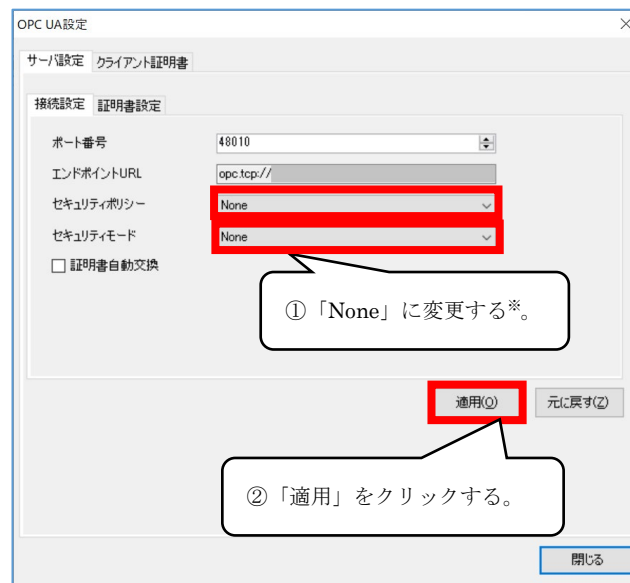 OPC UA設定
サーバ設定 クライアント証明書
接続設定 証明書設定
ポート番号 48010
エンドポイントURL opc.tcp://
セキュリティポリシー None
セキュリティモード None
証明書自動交換
①「None」に変更する※。
適用(O) 元に戻す(Z)
②「適用」をクリックする。
閉じる